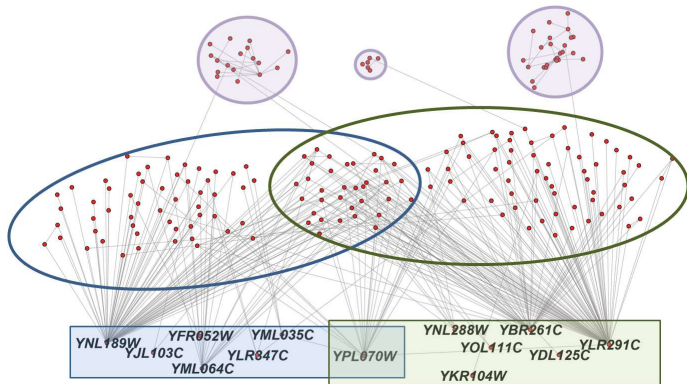 YNL189W
YJL103C
YFR052W
YML064C
YML035C
YLR347C
YPL070W
YNL288W
YOL111C
YKR104W
YBR261C
YDL125C
YLR291C